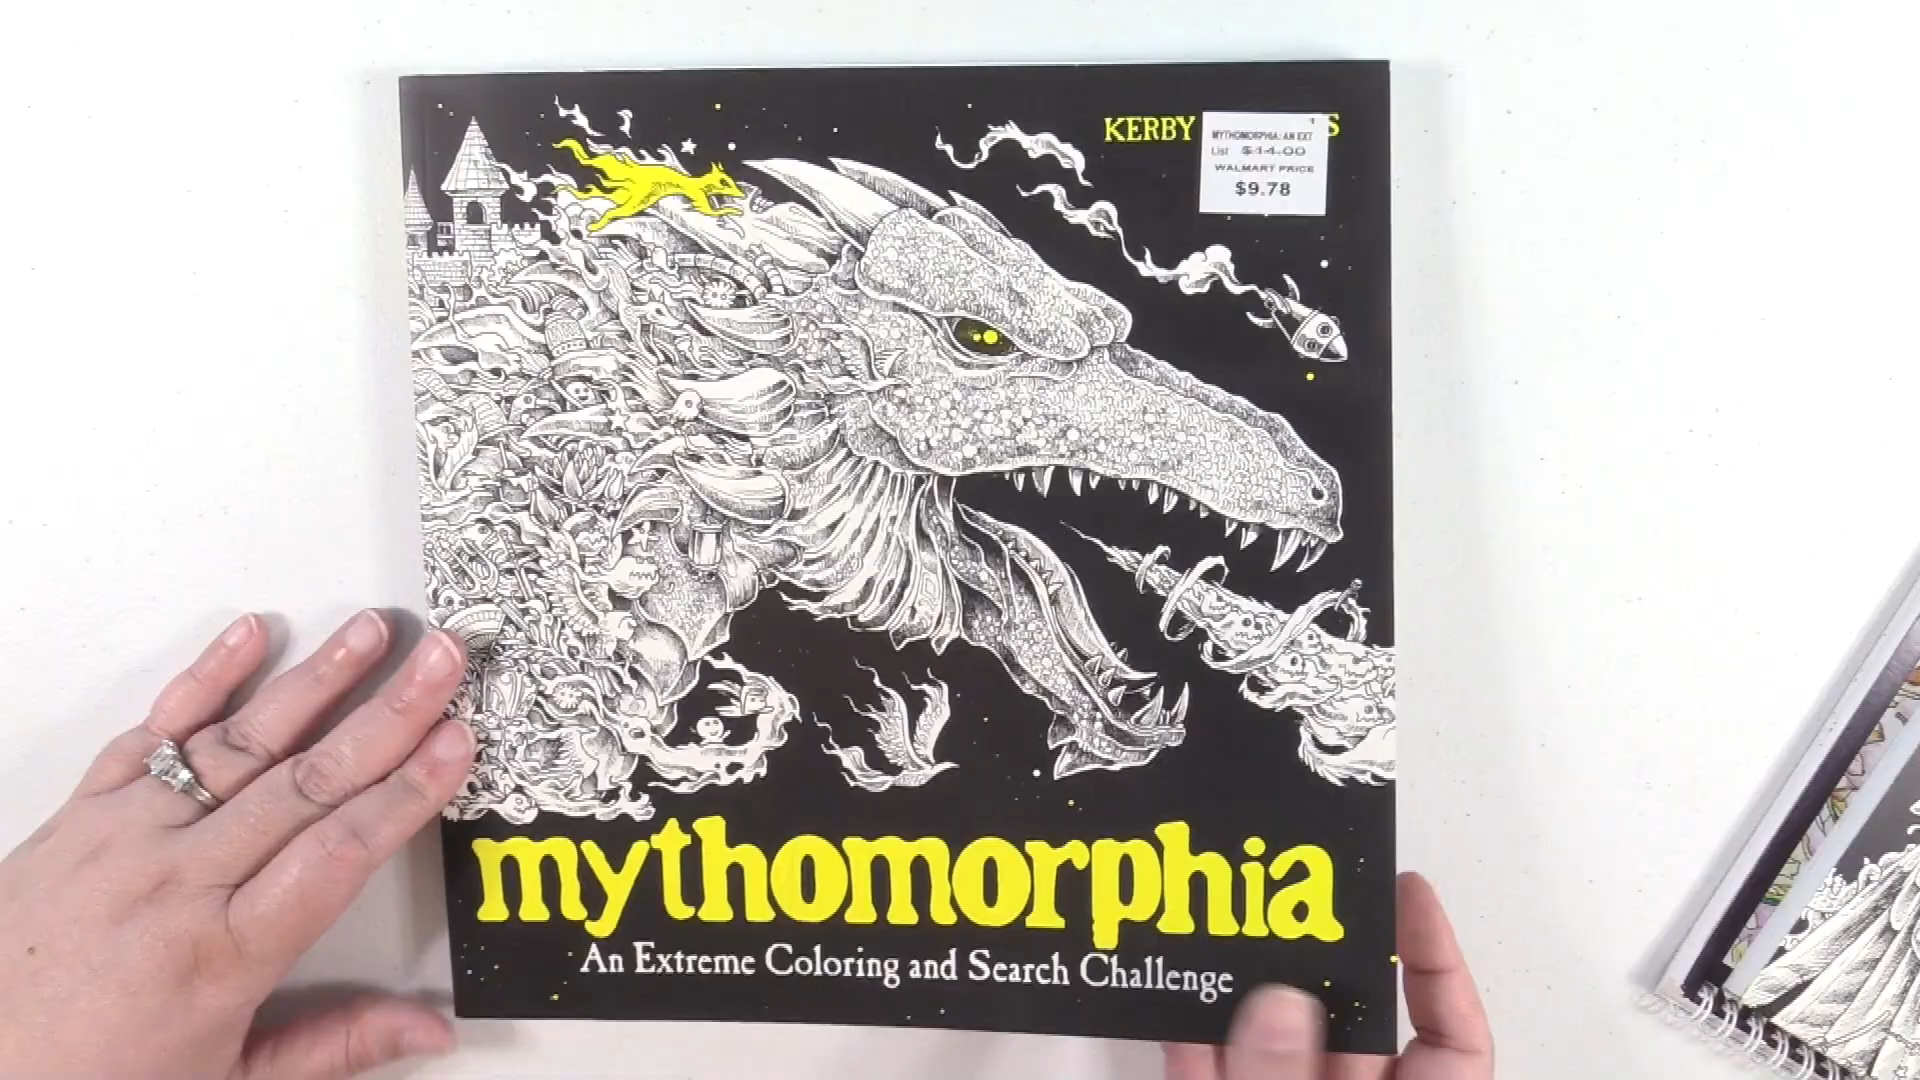 KERBY
S
MYTHOMORPHIA: AN EXT
List $14.00
WALMART PRICE
$9.78
mythomorphia
An Extreme Coloring and Search Challenge